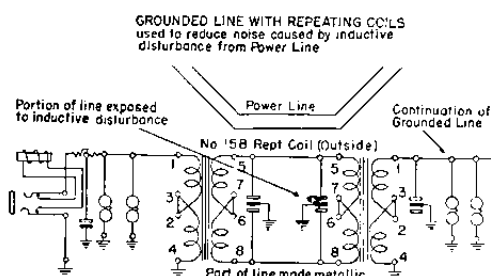 GROUNDED LINE WITH REPEATING COILS
used to reduce noise caused by inductive
disturbance from Power Line
Power Line
Portion of line exposed
to inductive disturbance
Continuation of
Grounded Line
No 158 Rept Coil (Outside)
1 5 5 1
7 7
3 3
2 6 6 2
4 8 8 4
Part of line made metallic